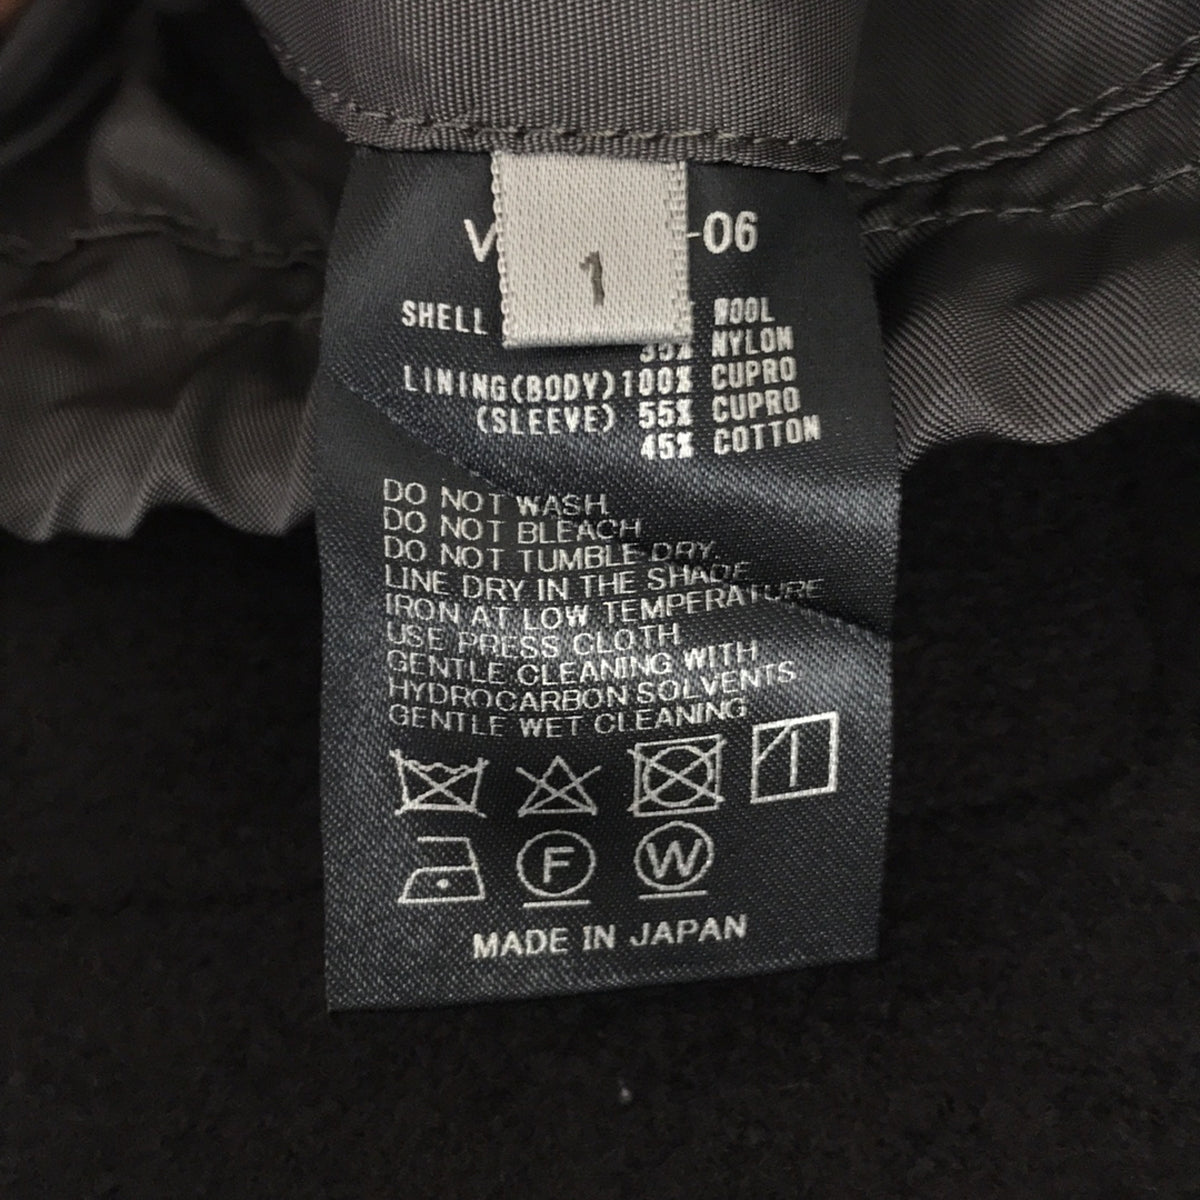 1
-06
SHELL WOOL
NYLON
LINING(BODY)100% CUPRO
(SLEEVE) 55% CUPRO
45% COTTON
DO NOT WASH.
DO NOT BLEACH.
DO NOT TUMBLE DRY.
LINE DRY IN THE SHADE
IRON AT LOW TEMPERATURE
USE PRESS CLOTH
GENTLE CLEANING WITH
HYDROCARBON SOLVENTS.
GENTLE WET CLEANING
F W
MADE IN JAPAN